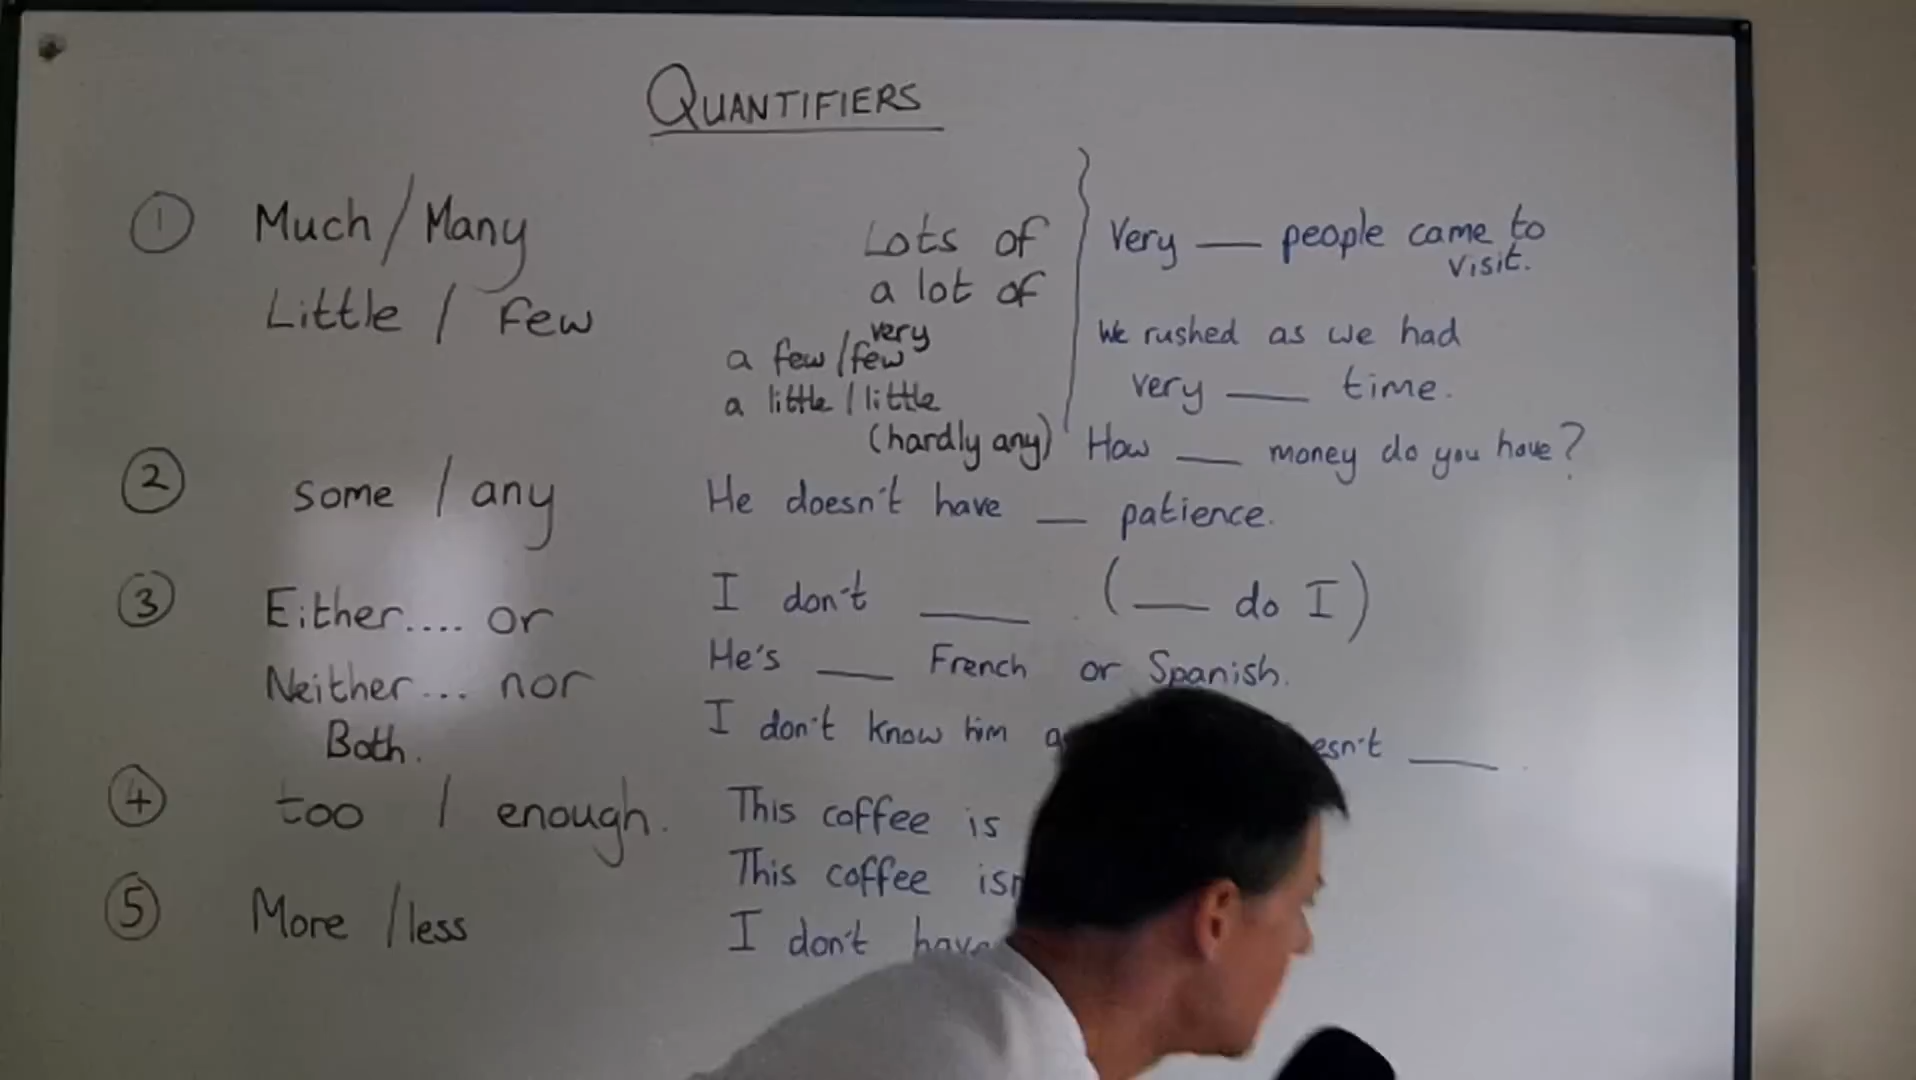 QUANTIFIERS
① Much / Many
Little / Few
Lots of
a lot of
very
a few / few
a little / little
(hardly any)
Very ___ people came to
visit.
We rushed as we had
very ___ time.
How ___ money do you have?
② some / any
He doesn't have ___ patience.
③ Either.... or
Neither... nor
Both.
I don't ___. (___ do I)
He's ___ French or Spanish.
I don't know him ___.
④ too / enough.
This coffee is
This coffee
I don't have
⑤ More / less